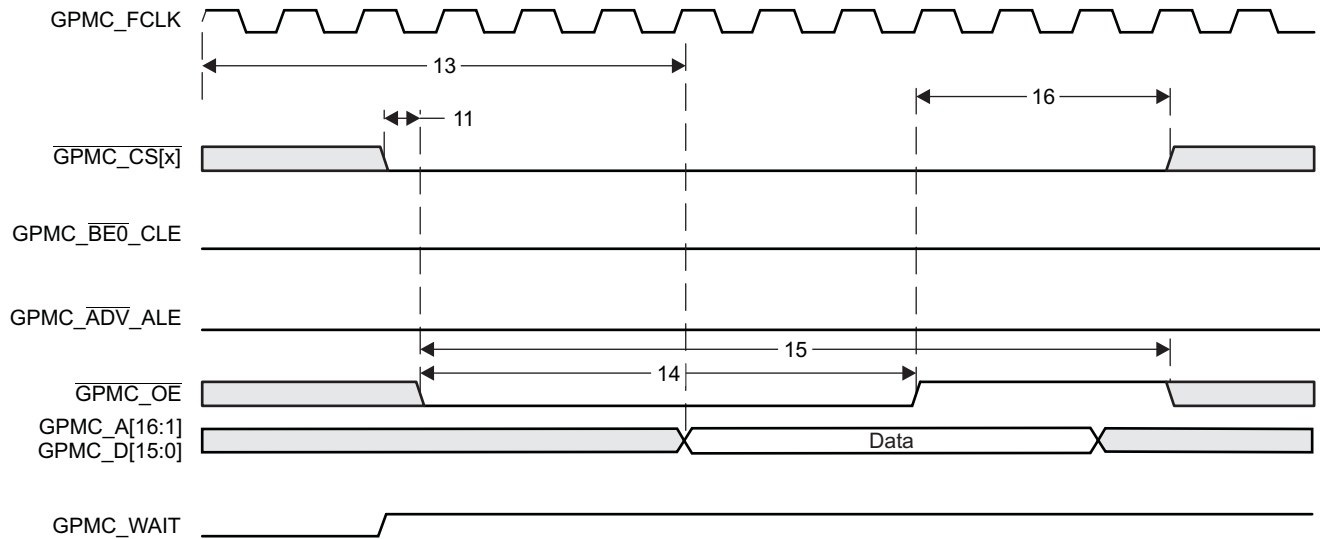 GPMC_FCLK
13
16
11
GPMC_CS[x]
GPMC_BE0_CLE
GPMC_ADV_ALE
15
14
GPMC_OE
GPMC_A[16:1]
GPMC_D[15:0]
Data
GPMC_WAIT